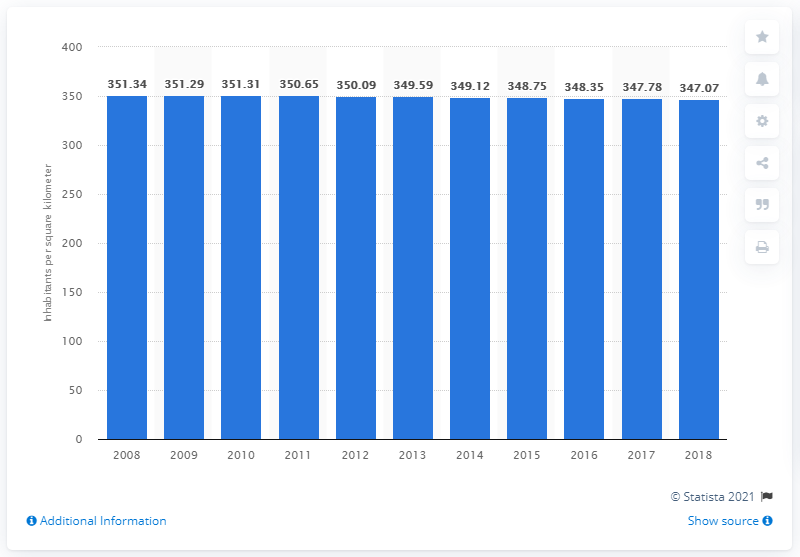 400
350
300
250
200
150
100
50
0
Inhabitants per square kilometer
351.34 351.29 351.31 350.65 350.09 349.59 349.12 348.75 348.35 347.78 347.07
2008 2009 2010 2011 2012 2013 2014 2015 2016 2017 2018
© Statista 2021
Additional Information
Show source